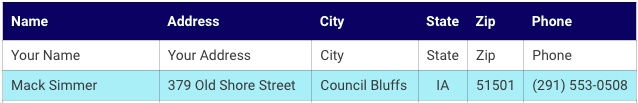 Name Address City State Zip Phone
Your Name Your Address City State Zip Phone
Mack Simmer 379 Old Shore Street Council Bluffs IA 51501 (291) 553-0508